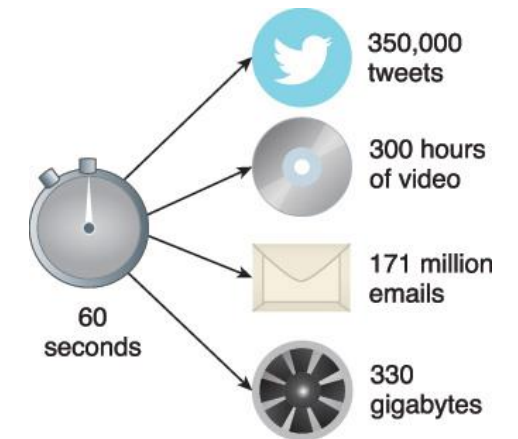 350,000
tweets
300 hours
of video
171 million
emails
60
seconds
330
gigabytes